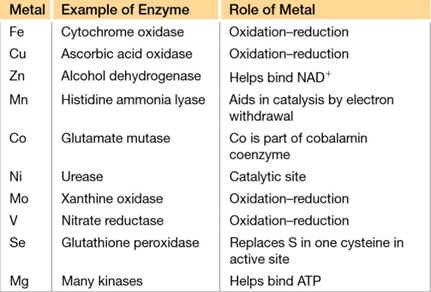 Metal Example of Enzyme Role of Metal
Fe Cytochrome oxidase Oxidation–reduction
Cu Ascorbic acid oxidase Oxidation–reduction
Zn Alcohol dehydrogenase Helps bind NAD⁺
Mn Histidine ammonia lyase Aids in catalysis by electron
withdrawal
Co Glutamate mutase Co is part of cobalamin
coenzyme
Ni Urease Catalytic site
Mo Xanthine oxidase Oxidation–reduction
V Nitrate reductase Oxidation–reduction
Se Glutathione peroxidase Replaces S in one cysteine in
active site
Mg Many kinases Helps bind ATP